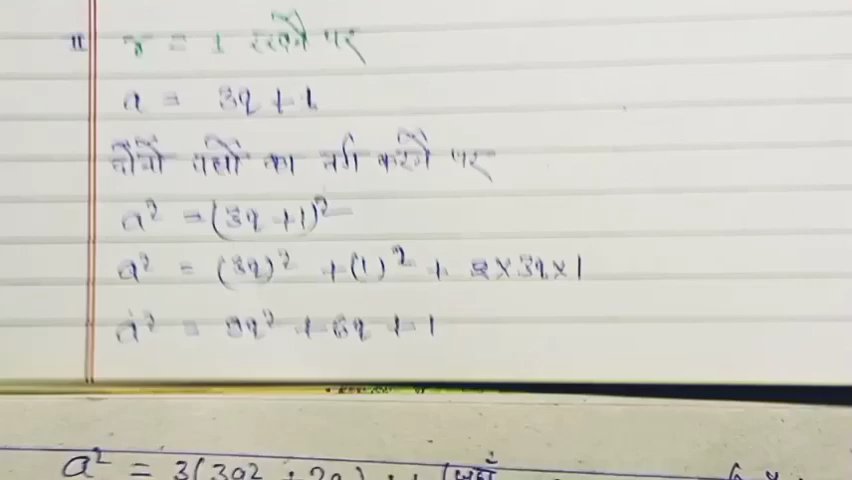 II r = 1 रखने पर
a = 3q + 1
दोनों पक्षों का वर्ग करने पर
a² = (3q + 1)²
a² = (3q)² + (1)² + 2 × 3q × 1
a² = 9q² + 6q + 1
a² = 3(3q² + 2q) + 1